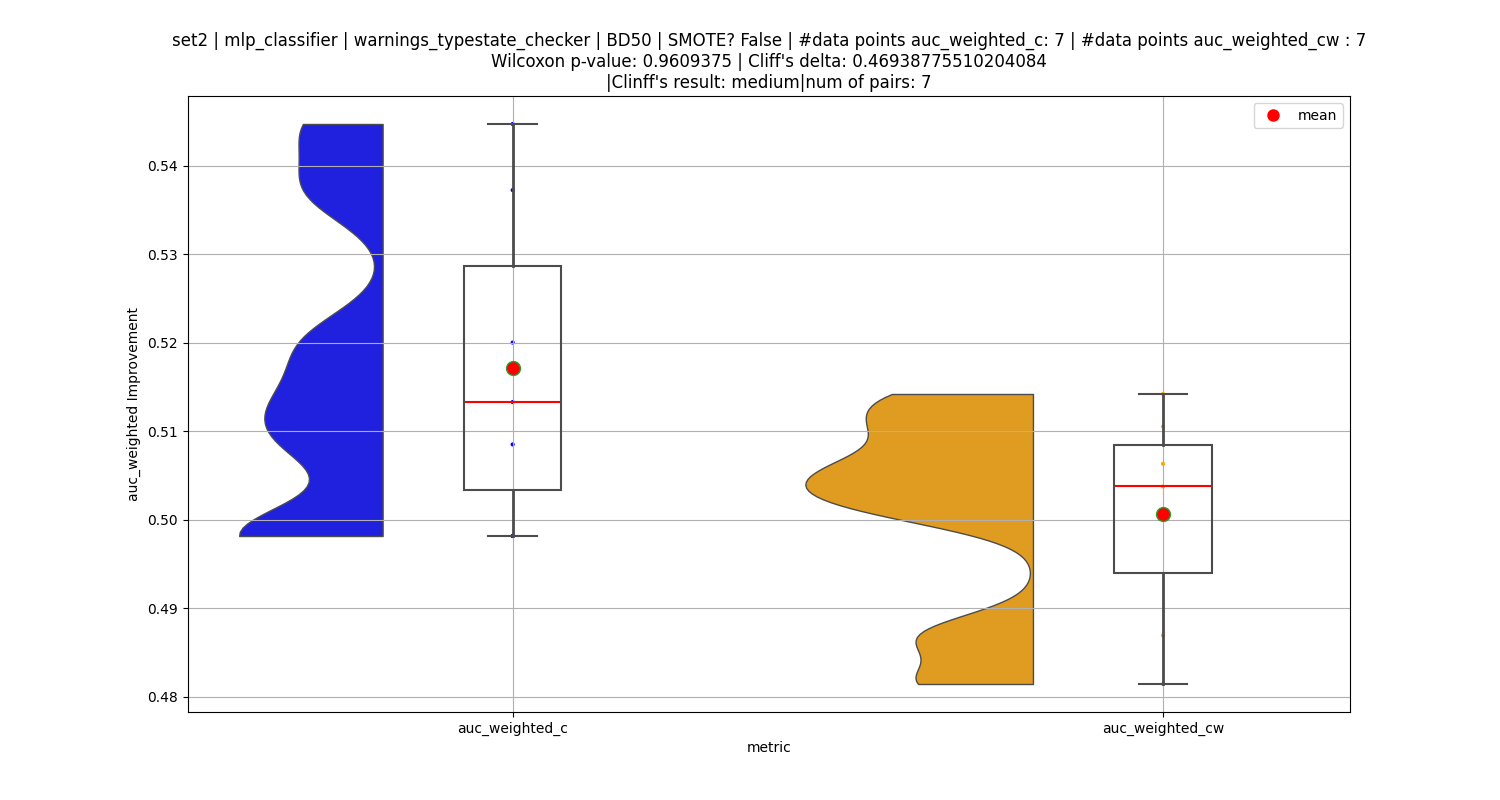 set2 | mlp_classifier | warnings_typestate_checker | BD50 | SMOTE? False | #data points auc_weighted_c: 7 | #data points auc_weighted_cw : 7
Wilcoxon p-value: 0.9609375 | Cliff's delta: 0.46938775510204084
|Clinff's result: medium|num of pairs: 7
mean
0.54
0.53
0.52
0.51
0.50
0.49
0.48
auc_weighted Improvement
auc_weighted_c
auc_weighted_cw
metric